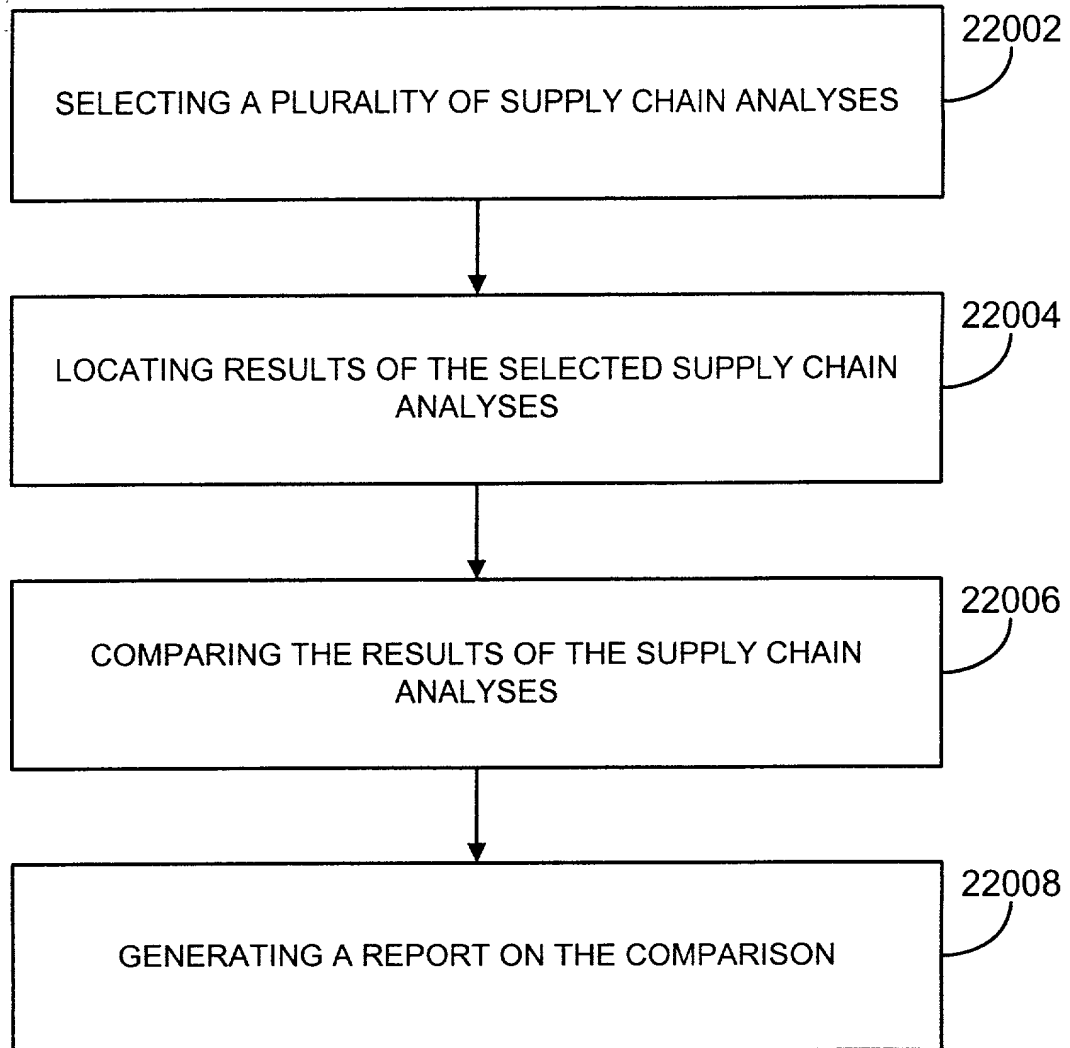 22002
SELECTING A PLURALITY OF SUPPLY CHAIN ANALYSES
22004
LOCATING RESULTS OF THE SELECTED SUPPLY CHAIN
ANALYSES
22006
COMPARING THE RESULTS OF THE SUPPLY CHAIN
ANALYSES
22008
GENERATING A REPORT ON THE COMPARISON